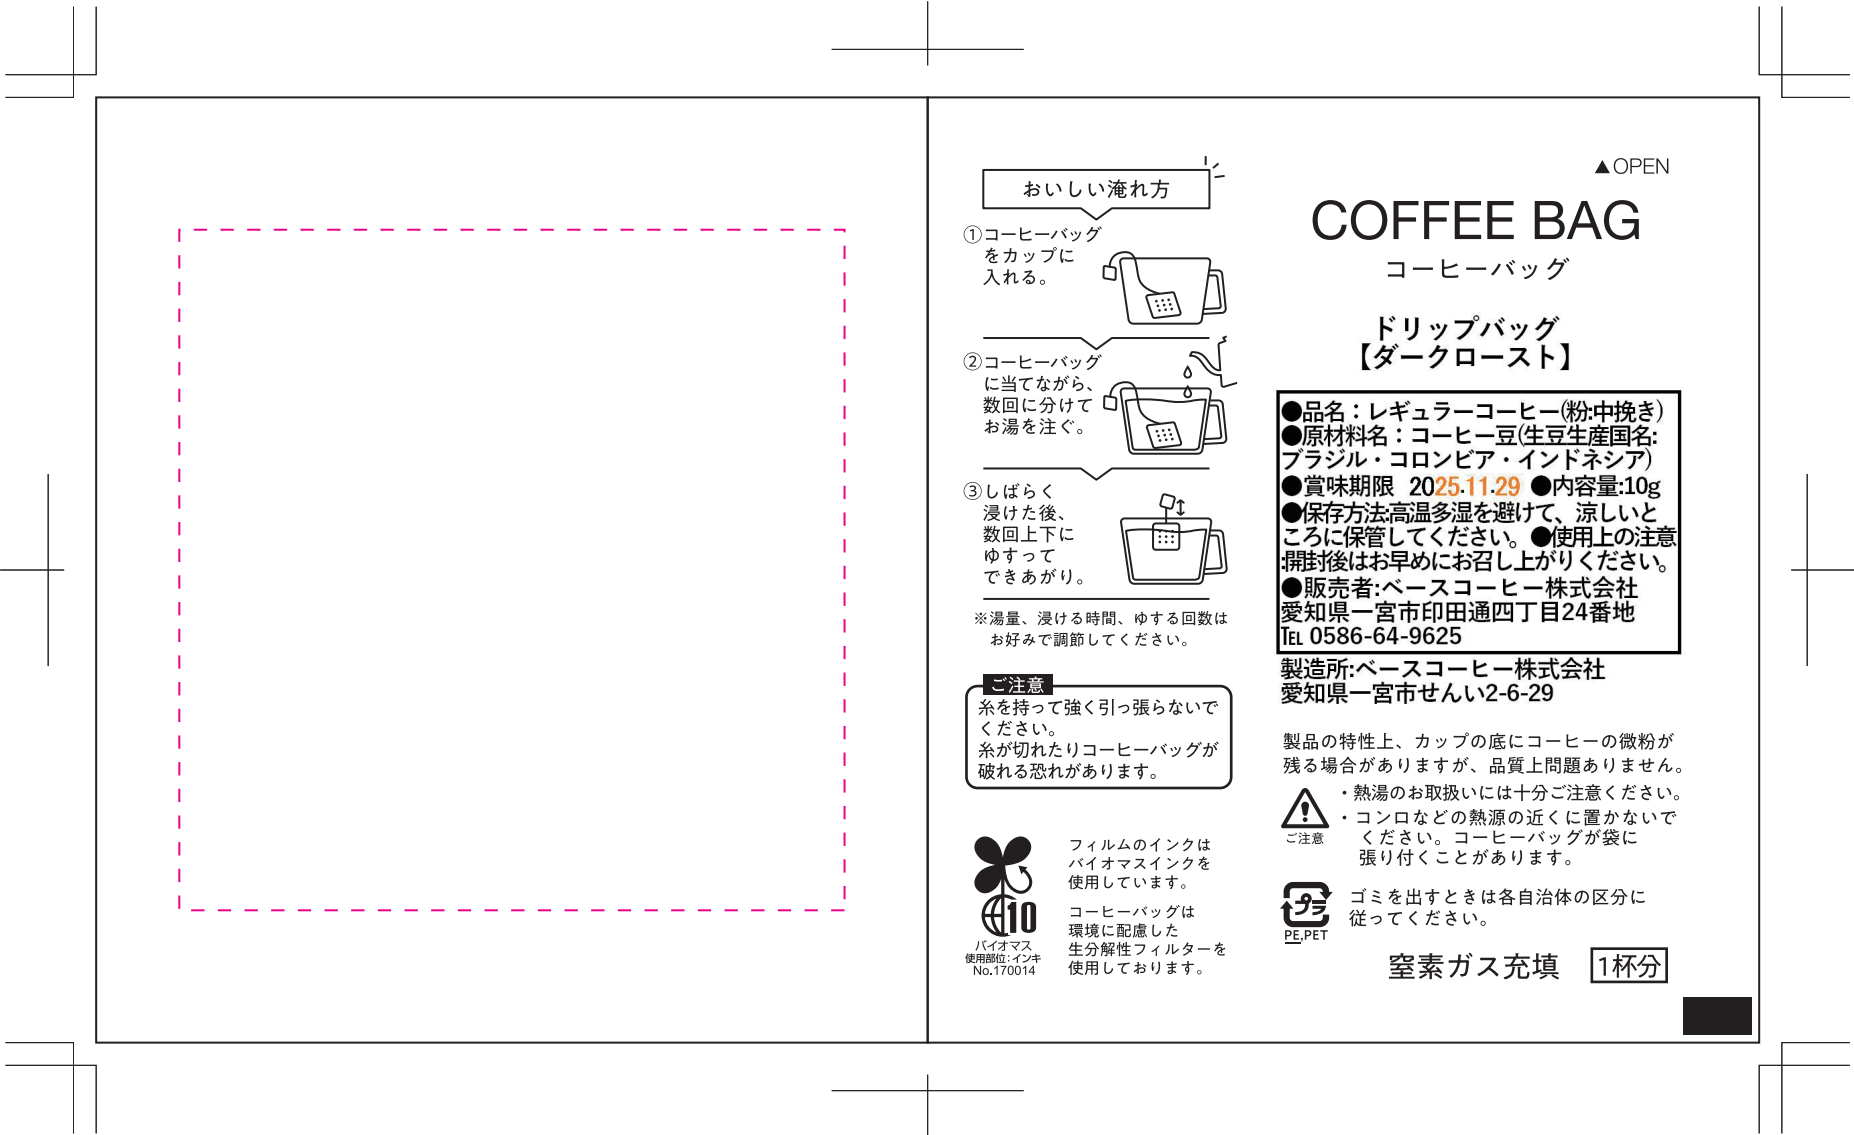 おいしい淹れ方
①コーヒーバッグ
をカップに
入れる。
②コーヒーバッグ
に当てながら、
数回に分けて
お湯を注ぐ。
③しばらく
浸けた後、
数回上下に
ゆすって
できあがり。
※湯量、浸ける時間、ゆする回数は
お好みで調節してください。
ご注意
糸を持って強く引っ張らないで
ください。
糸が切れたりコーヒーバッグが
破れる恐れがあります。
10
バイオマス
使用部位：インキ
No.170014
フィルムのインクは
バイオマスインクを
使用しています。
コーヒーバッグは
環境に配慮した
生分解性フィルターを
使用しております。
▲OPEN
COFFEE BAG
コーヒーバッグ
ドリップバッグ
【ダークロースト】
●品名：レギュラーコーヒー(粉:中挽き)
●原材料名：コーヒー豆(生豆生産国名:
ブラジル・コロンビア・インドネシア)
●賞味期限 2025.11.29 ●内容量:10g
●保存方法:高温多湿を避けて、涼しいと
ころに保管してください。●使用上の注意
:開封後はお早めにお召し上がりください。
●販売者:ベースコーヒー株式会社
愛知県一宮市印田通四丁目24番地
℡ 0586-64-9625
製造所:ベースコーヒー株式会社
愛知県一宮市せんい2-6-29
製品の特性上、カップの底にコーヒーの微粉が
残る場合がありますが、品質上問題ありません。
ご注意
・熱湯のお取扱いには十分ご注意ください。
・コンロなどの熱源の近くに置かないで
ください。コーヒーバッグが袋に
張り付くことがあります。
プラ
PE,PET
ゴミを出すときは各自治体の区分に
従ってください。
窒素ガス充填 1杯分